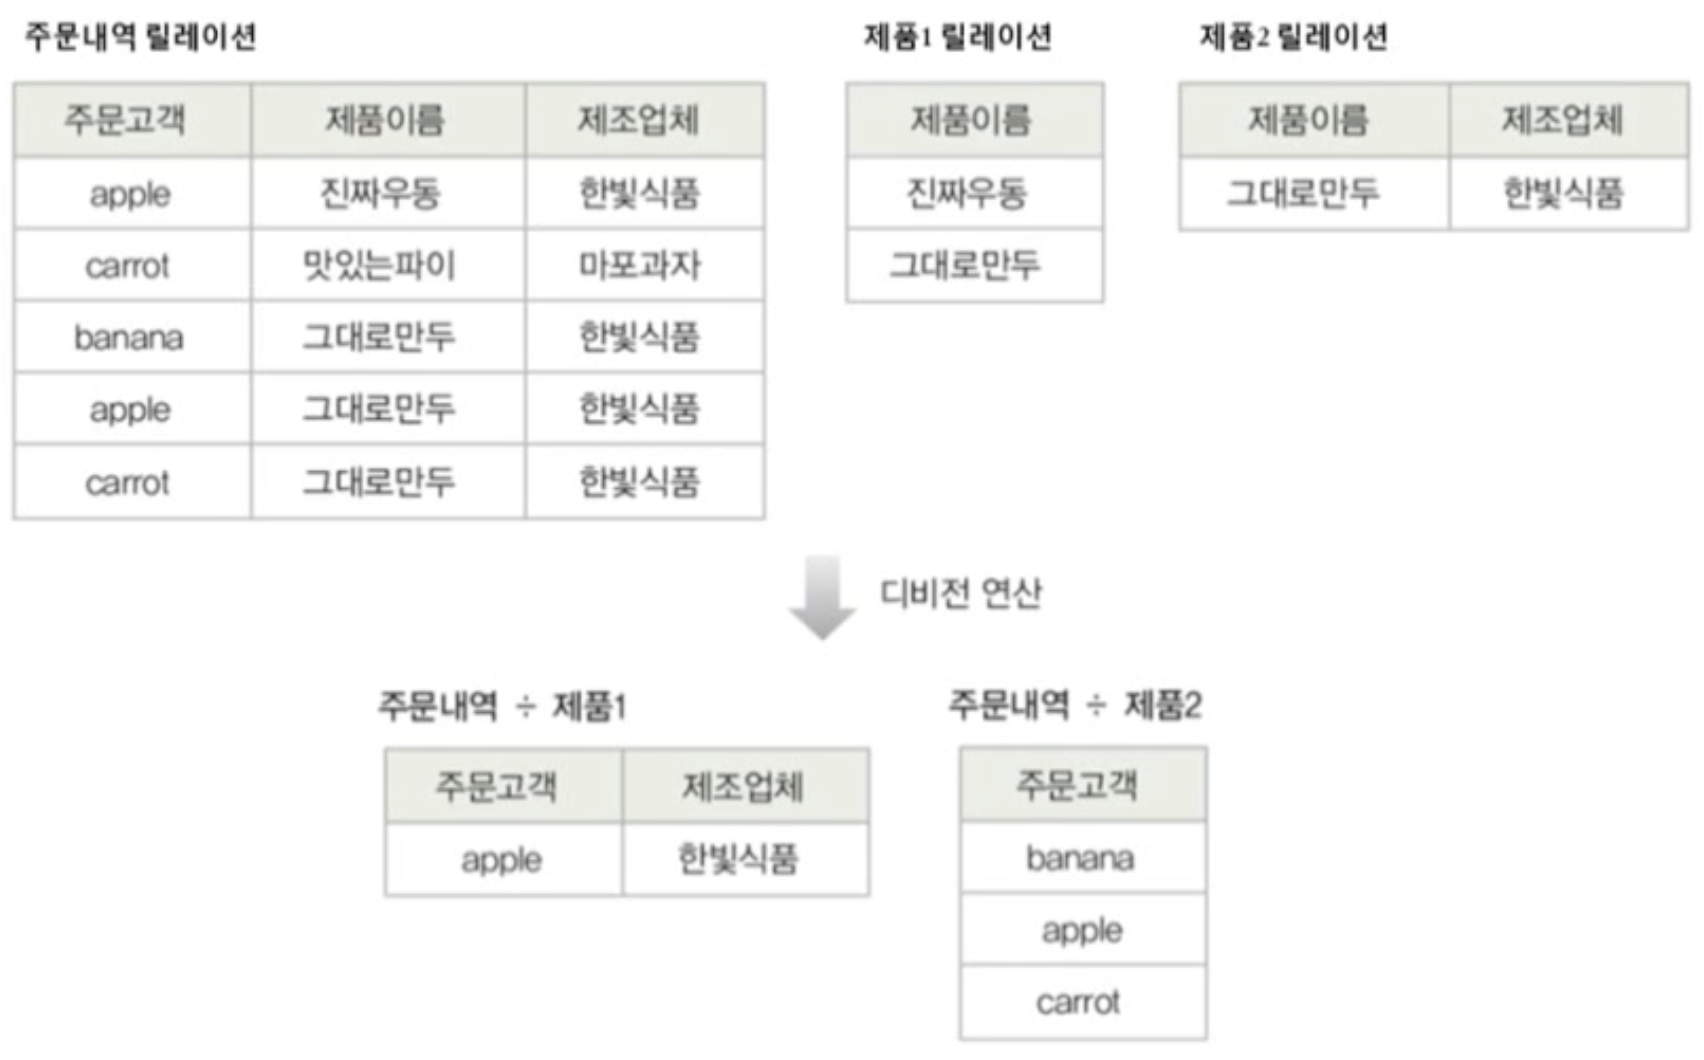 주문내역 릴레이션
제품1 릴레이션
제품2 릴레이션
주문고객 제품이름 제조업체
apple 진짜우동 한빛식품
carrot 맛있는파이 마포과자
banana 그대로만두 한빛식품
apple 그대로만두 한빛식품
carrot 그대로만두 한빛식품
제품이름
진짜우동
그대로만두
제품이름 제조업체
그대로만두 한빛식품
디비전 연산
주문내역 ÷ 제품1
주문고객 제조업체
apple 한빛식품
주문내역 ÷ 제품2
주문고객
banana
apple
carrot